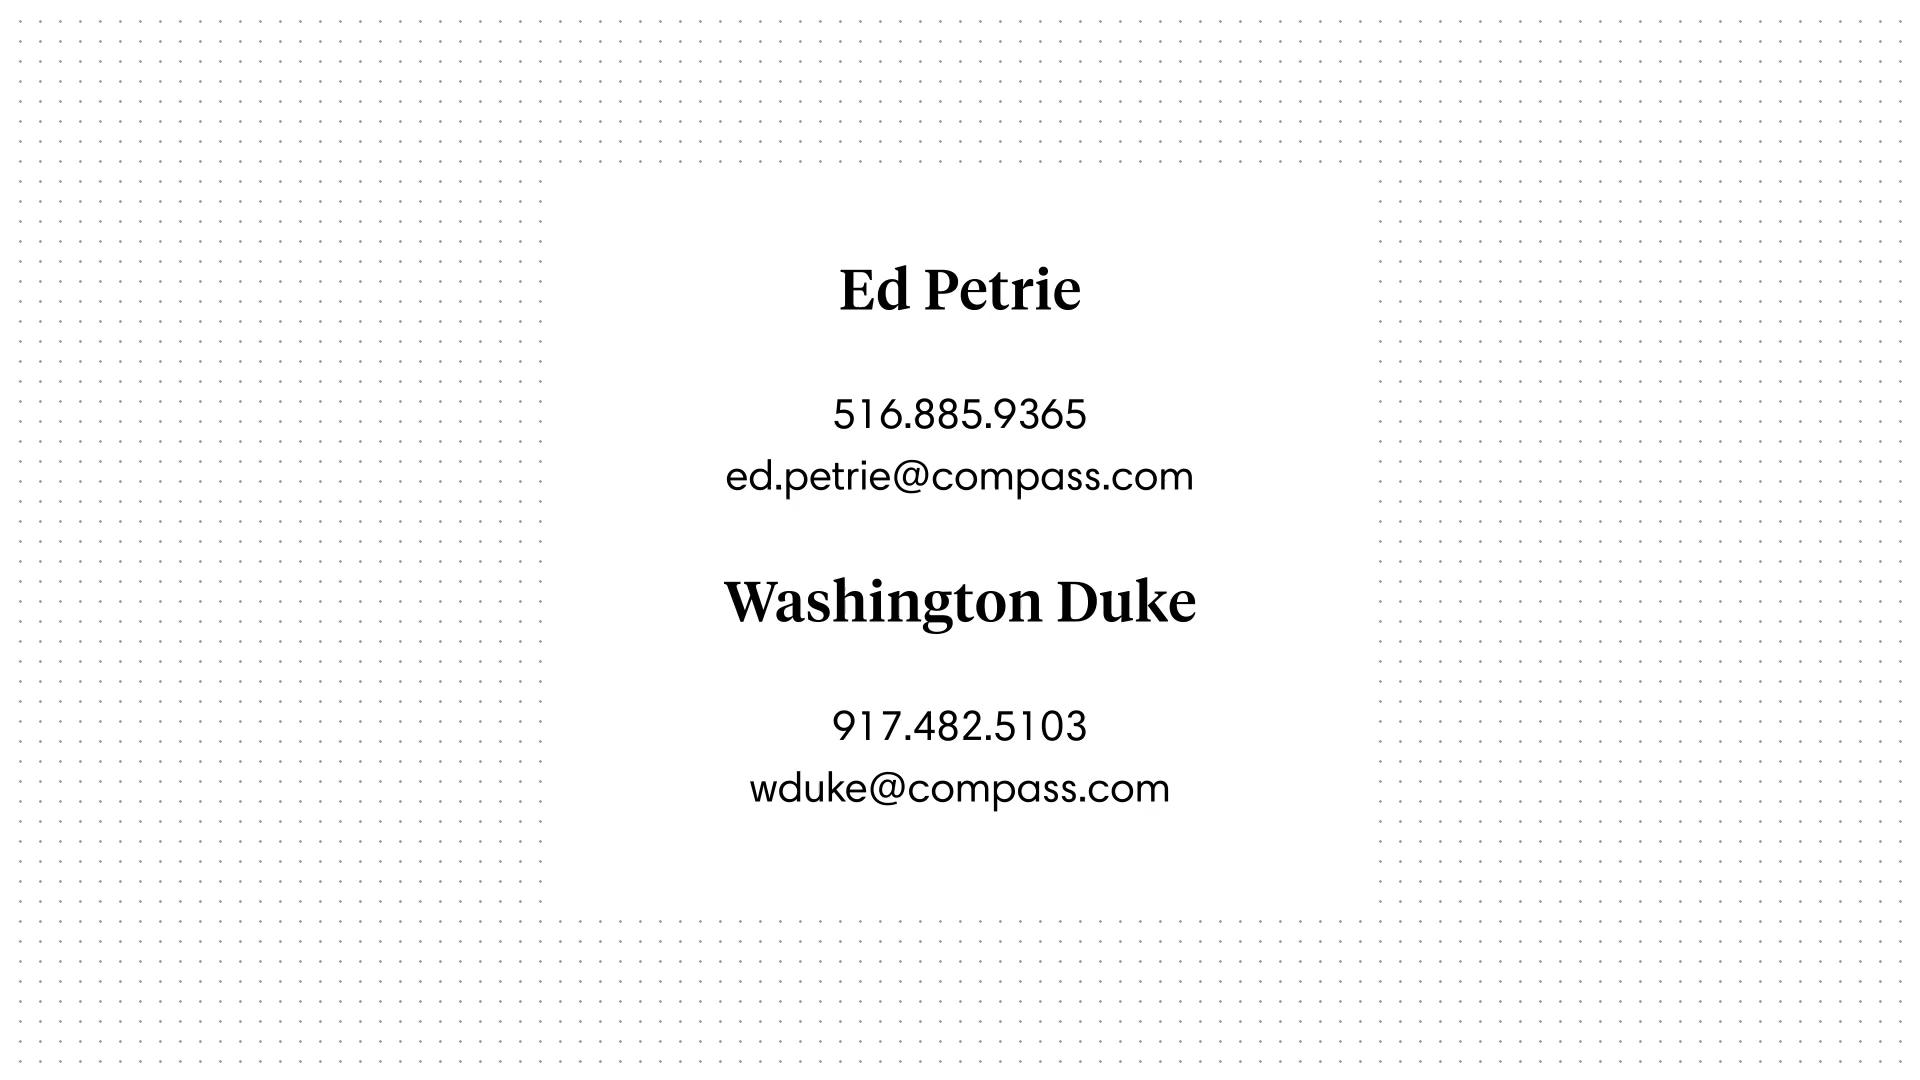 Ed Petrie
516.885.9365
ed.petrie@compass.com
Washington Duke
917.482.5103
wduke@compass.com